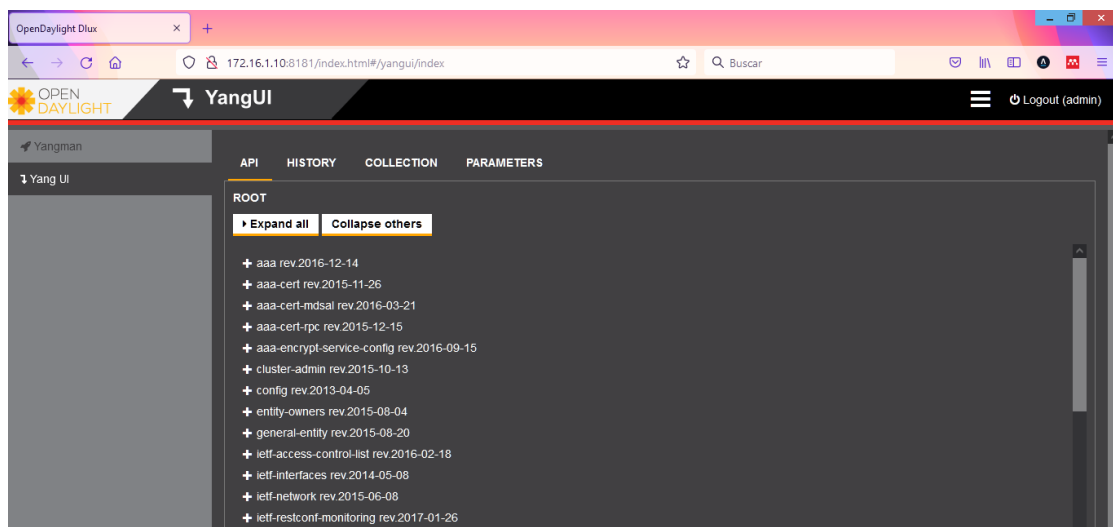 OpenDaylight Dlux
172.16.1.10:8181/index.html#/yangui/index
Buscar
OPEN
DAYLIGHT
YangUI
Logout (admin)
Yangman
Yang UI
API HISTORY COLLECTION PARAMETERS
ROOT
Expand all Collapse others
aaa rev.2016-12-14
aaa-cert rev.2015-11-26
aaa-cert-mdsal rev.2016-03-21
aaa-cert-rpc rev.2015-12-15
aaa-encrypt-service-config rev.2016-09-15
cluster-admin rev.2015-10-13
config rev.2013-04-05
entity-owners rev.2015-08-04
general-entity rev.2015-08-20
ietf-access-control-list rev.2016-02-18
ietf-interfaces rev.2014-05-08
ietf-network rev.2015-06-08
ietf-restconf-monitoring rev.2017-01-26